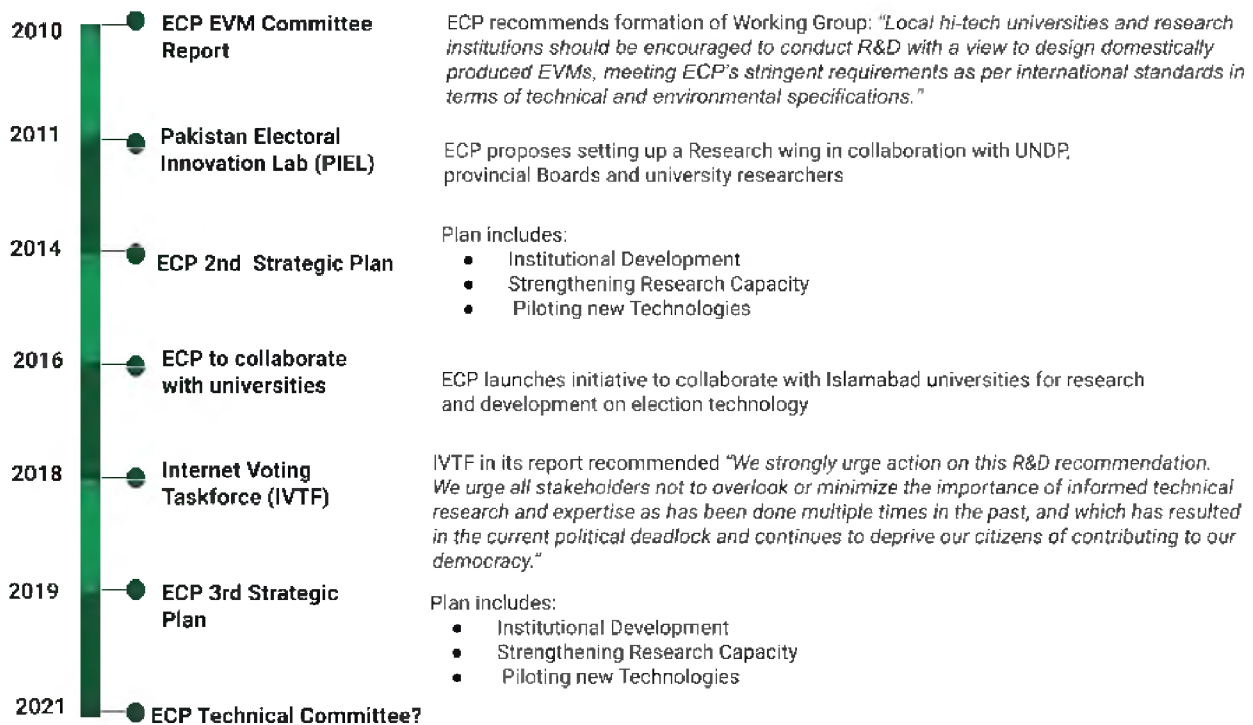 2010
ECP EVM Committee
Report
ECP recommends formation of Working Group: "Local hi-tech universities and research
institutions should be encouraged to conduct R&D with a view to design domestically
produced EVMs, meeting ECP's stringent requirements as per international standards in
terms of technical and environmental specifications."
2011
Pakistan Electoral
Innovation Lab (PIEL)
ECP proposes setting up a Research wing in collaboration with UNDP,
provincial Boards and university researchers
2014
ECP 2nd Strategic Plan
Plan includes:
● Institutional Development
● Strengthening Research Capacity
● Piloting new Technologies
2016
ECP to collaborate
with universities
ECP launches initiative to collaborate with Islamabad universities for research
and development on election technology
2018
Internet Voting
Taskforce (IVTF)
IVTF in its report recommended "We strongly urge action on this R&D recommendation.
We urge all stakeholders not to overlook or minimize the importance of informed technical
research and expertise as has been done multiple times in the past, and which has resulted
in the current political deadlock and continues to deprive our citizens of contributing to our
democracy."
2019
ECP 3rd Strategic
Plan
Plan includes:
● Institutional Development
● Strengthening Research Capacity
● Piloting new Technologies
2021
ECP Technical Committee?